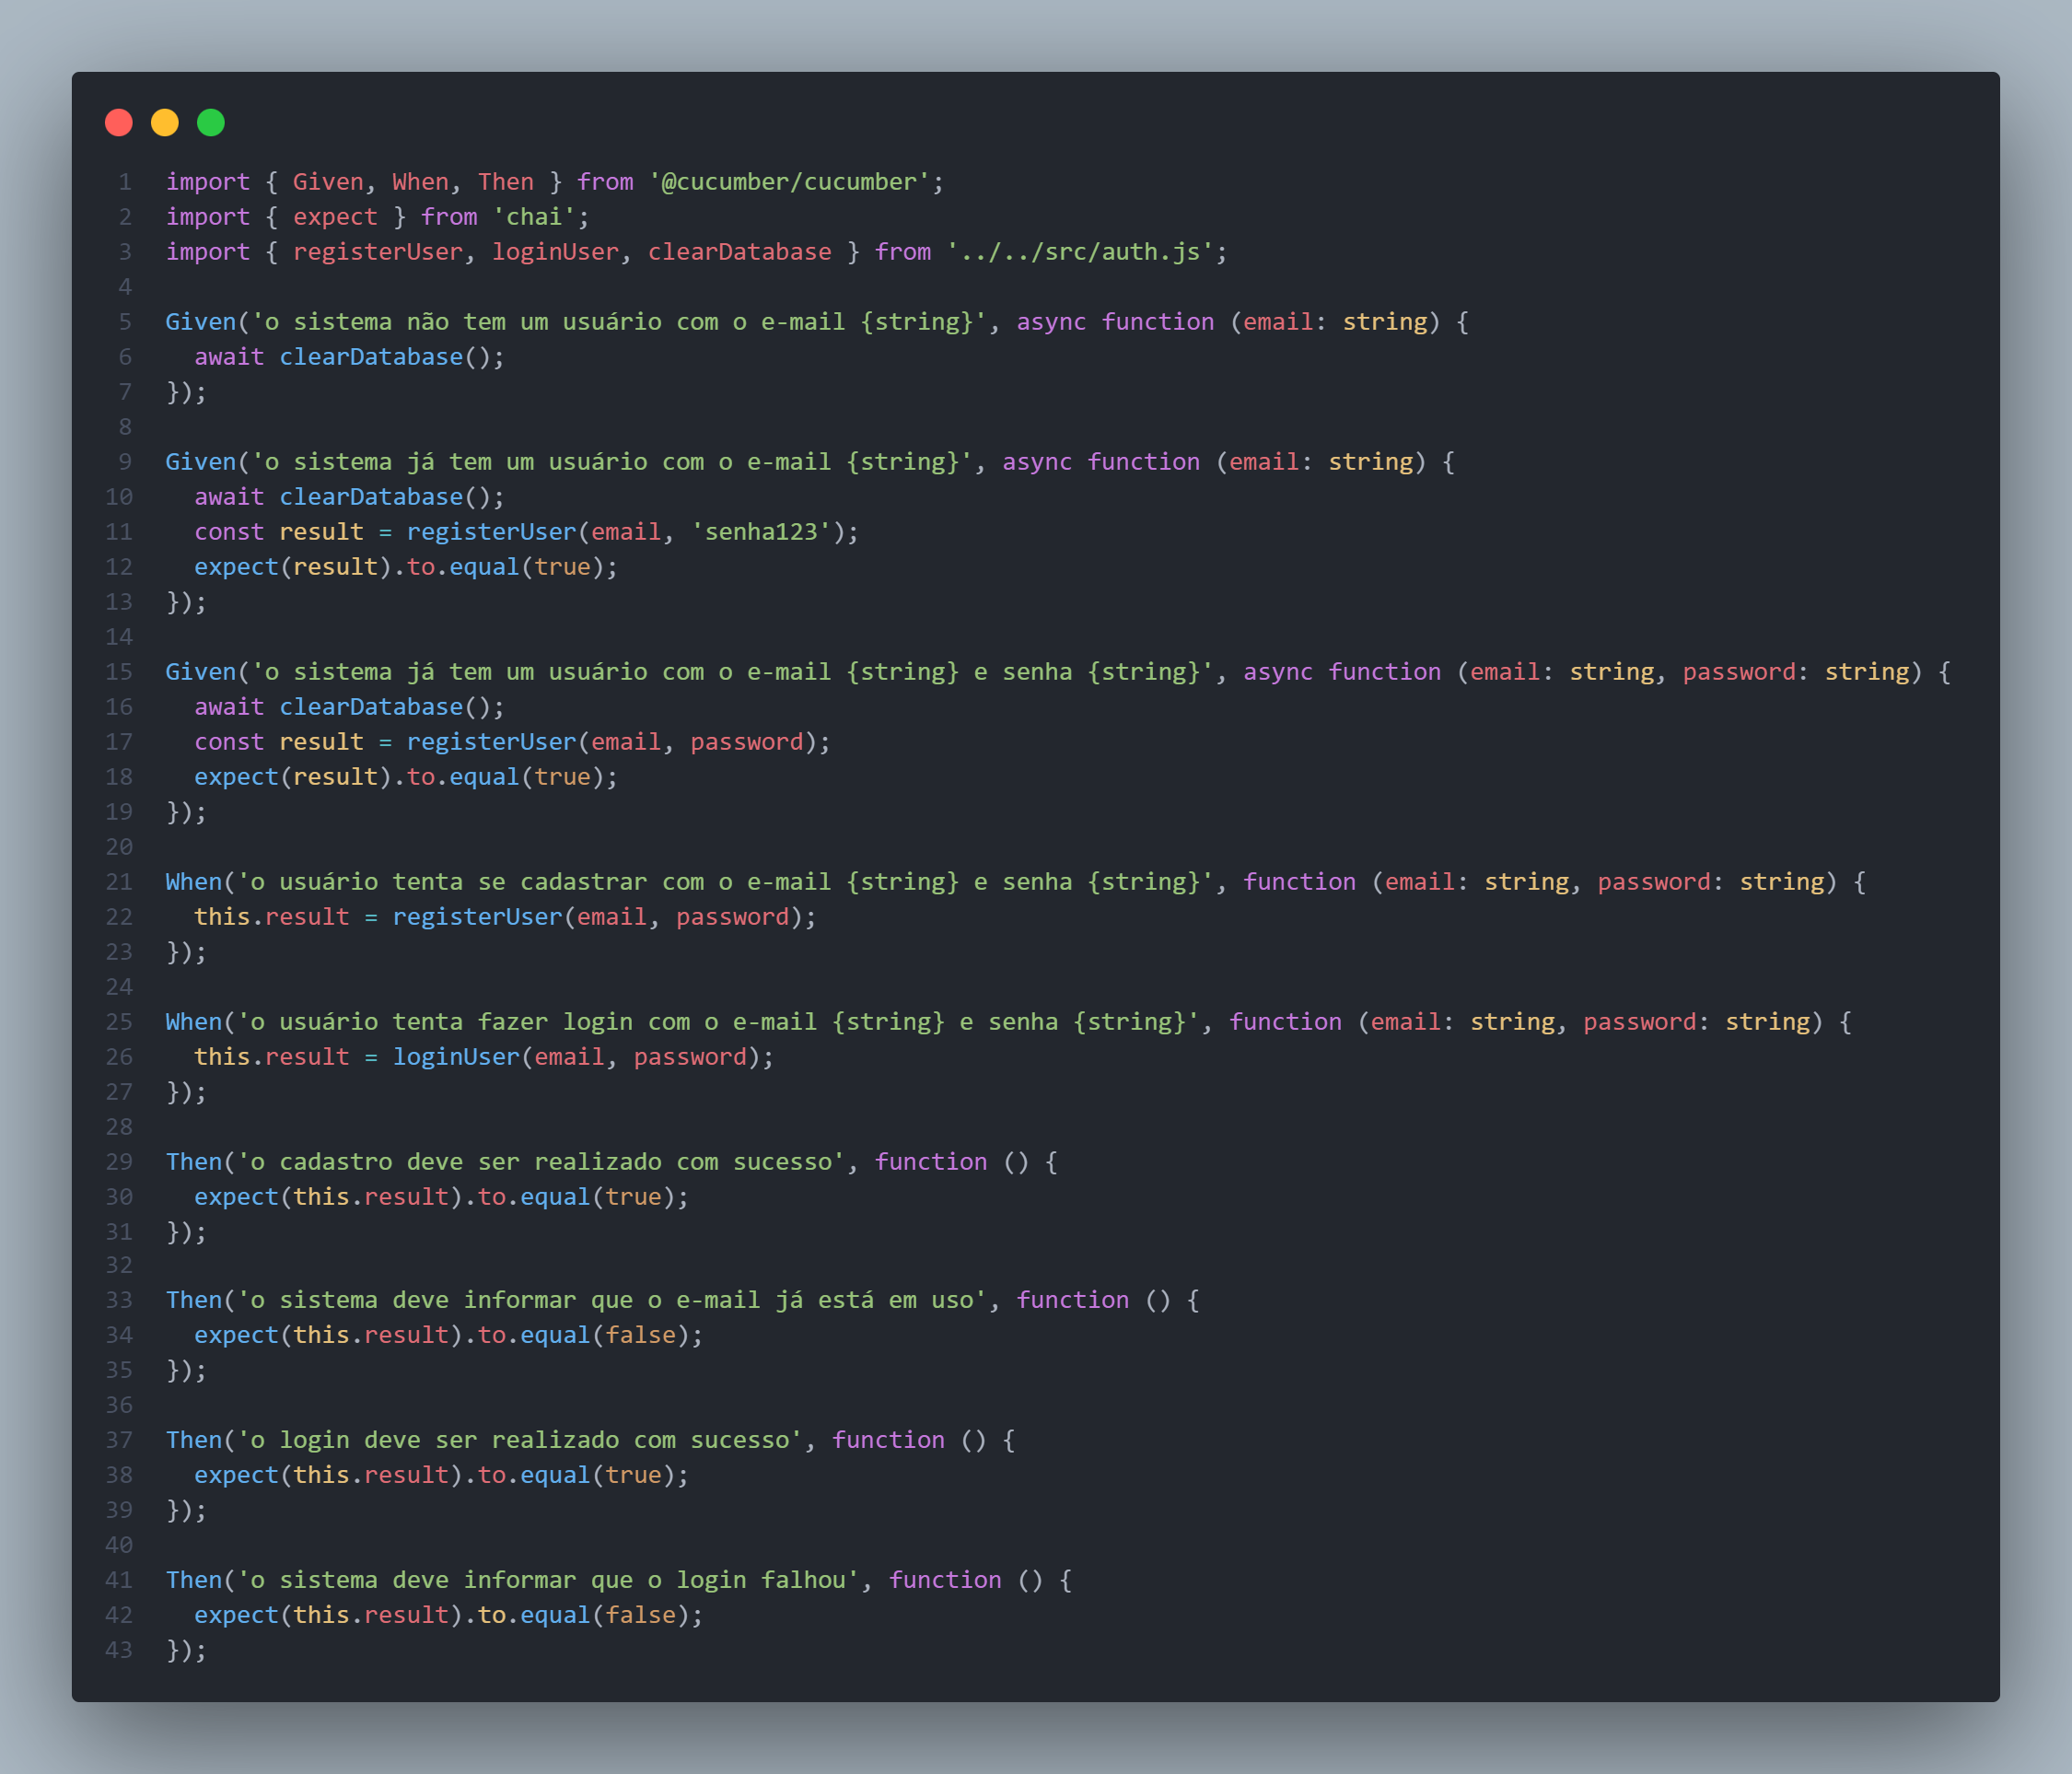 1 import { Given, When, Then } from '@cucumber/cucumber';
2 import { expect } from 'chai';
3 import { registerUser, loginUser, clearDatabase } from '../../src/auth.js';
4
5 Given('o sistema não tem um usuário com o e-mail {string}', async function (email: string) {
6   await clearDatabase();
7 });
8
9 Given('o sistema já tem um usuário com o e-mail {string}', async function (email: string) {
10   await clearDatabase();
11   const result = registerUser(email, 'senha123');
12   expect(result).to.equal(true);
13 });
14
15 Given('o sistema já tem um usuário com o e-mail {string} e senha {string}', async function (email: string, password: string) {
16   await clearDatabase();
17   const result = registerUser(email, password);
18   expect(result).to.equal(true);
19 });
20
21 When('o usuário tenta se cadastrar com o e-mail {string} e senha {string}', function (email: string, password: string) {
22   this.result = registerUser(email, password);
23 });
24
25 When('o usuário tenta fazer login com o e-mail {string} e senha {string}', function (email: string, password: string) {
26   this.result = loginUser(email, password);
27 });
28
29 Then('o cadastro deve ser realizado com sucesso', function () {
30   expect(this.result).to.equal(true);
31 });
32
33 Then('o sistema deve informar que o e-mail já está em uso', function () {
34   expect(this.result).to.equal(false);
35 });
36
37 Then('o login deve ser realizado com sucesso', function () {
38   expect(this.result).to.equal(true);
39 });
40
41 Then('o sistema deve informar que o login falhou', function () {
42   expect(this.result).to.equal(false);
43 });